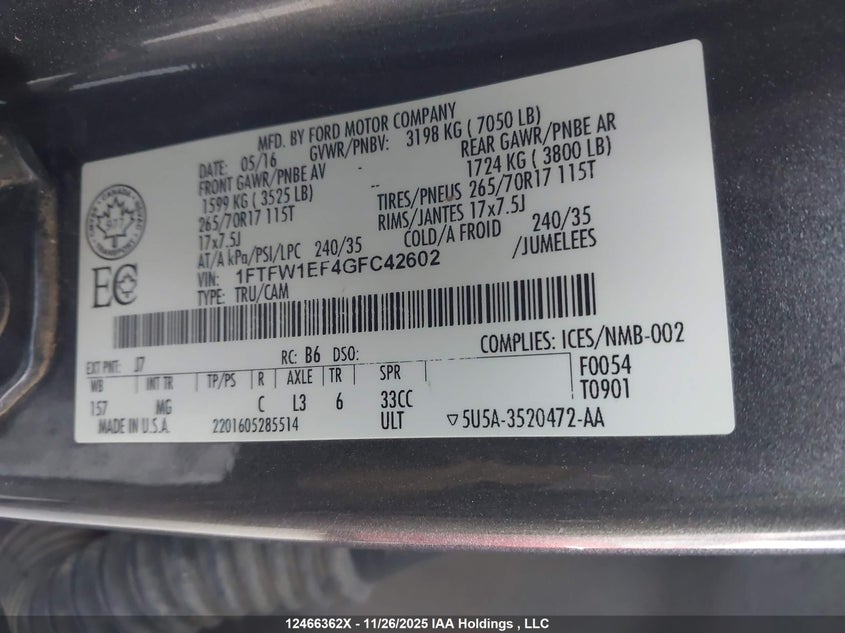 MFD. BY FORD MOTOR COMPANY
DATE: 05/16 GVWR/PNBV: 3198 KG ( 7050 LB)
FRONT GAWR/PNBE AV - REAR GAWR/PNBE AR
1599 KG ( 3525 LB) -- 1724 KG ( 3800 LB)
265/70R17 115T TIRES/PNEUS 265/70R17 115T
17x7.5J RIMS/JANTES 17x7.5J
AT/A kPa/PSI/LPC 240/35 COLD/A FROID 240/35
VIN: 1FTFW1EF4GFC42602 /JUMELEES
TYPE: TRU/CAM
EC
COMPLIES: ICES/NMB-002
EXT PNT: J7 RC: B6 DSO: F0054
WB INT TR TP/PS R AXLE TR SPR T0901
157 MG C L3 6 33CC
MADE IN U.S.A. 2201605285514 ULT ▽5U5A-3520472-AA
12466362X - 11/26/2025 IAA Holdings , LLC